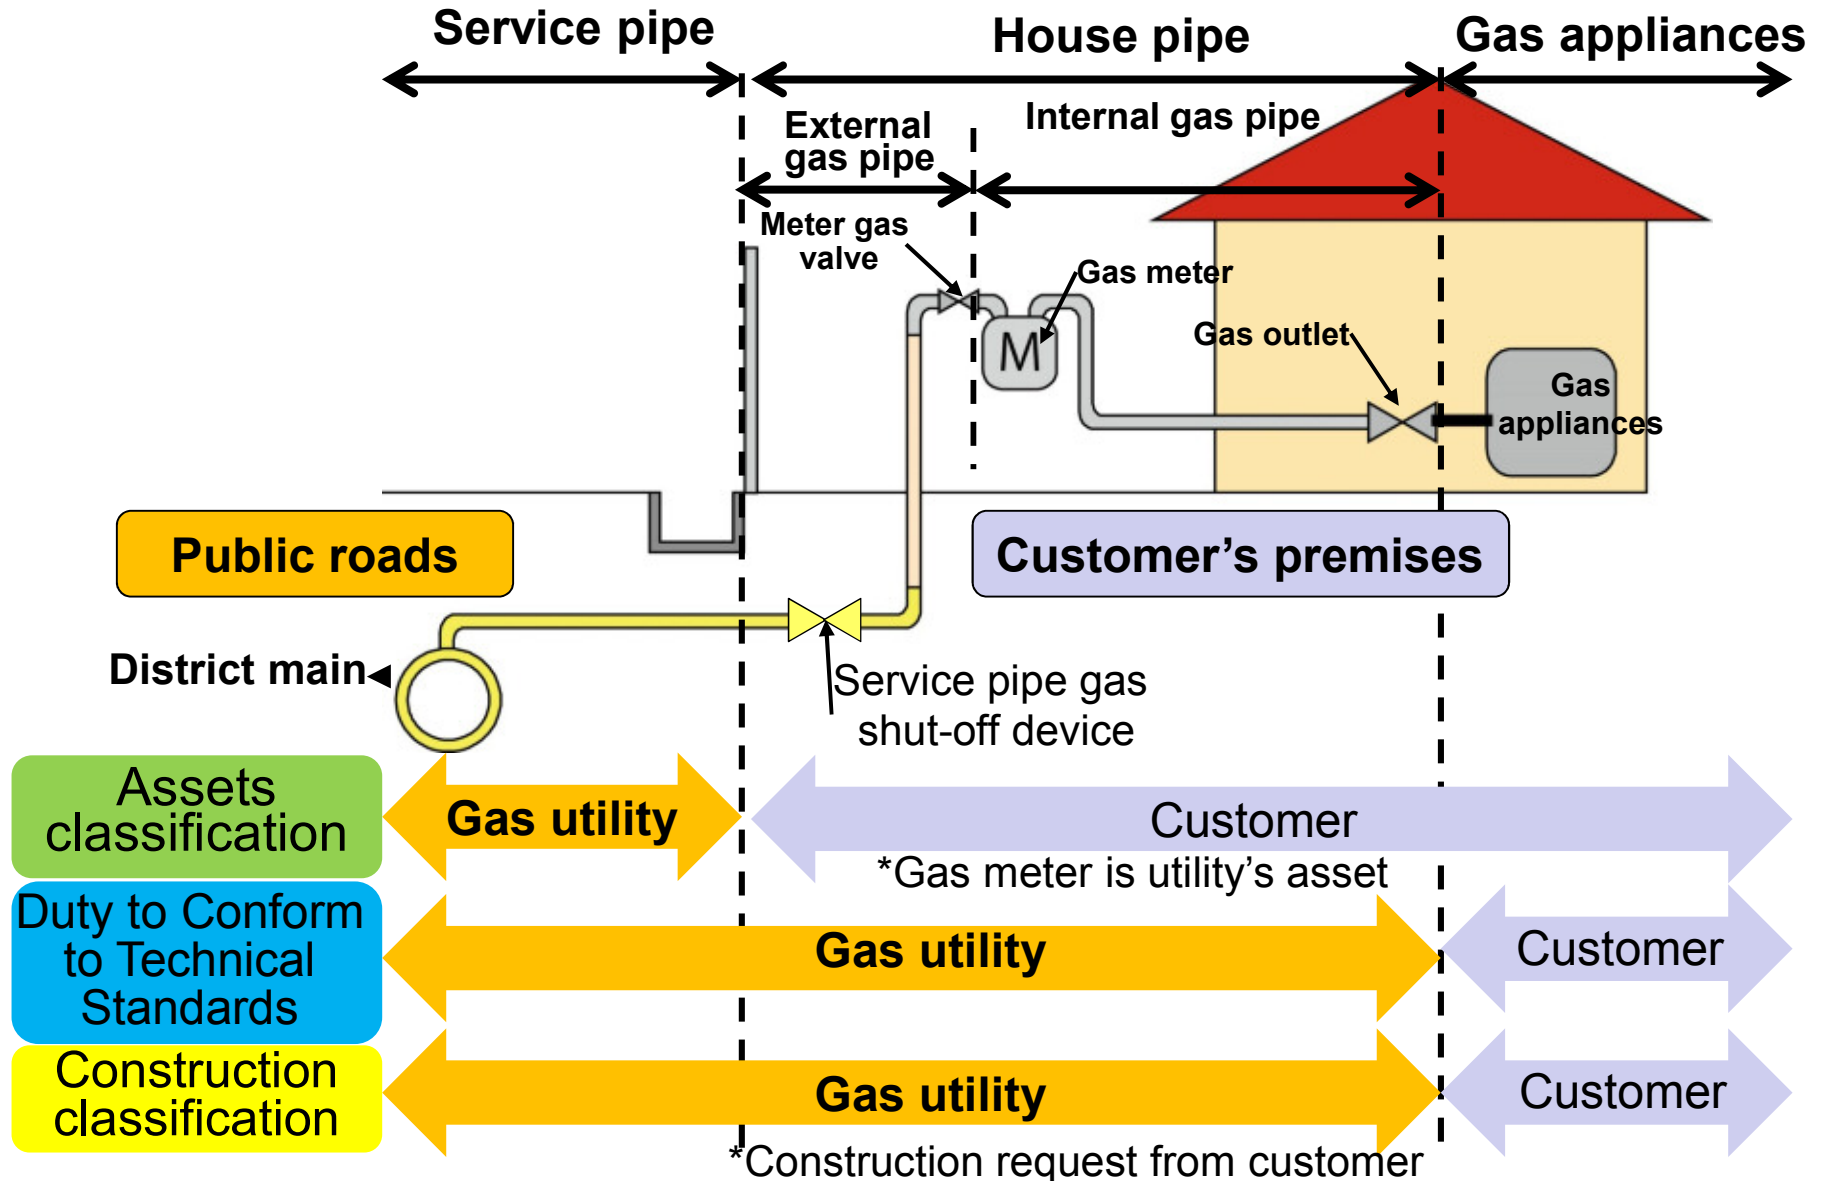 Service pipe
House pipe
Gas appliances
External
gas pipe
Internal gas pipe
Meter gas
valve
Gas meter
Gas outlet
M
Gas
appliances
Public roads
Customer’s premises
District main
Service pipe gas
shut-off device
Assets
classification
Gas utility
Customer
*Gas meter is utility’s asset
Duty to Conform
to Technical
Standards
Gas utility
Customer
Construction
classification
Gas utility
Customer
*Construction request from customer